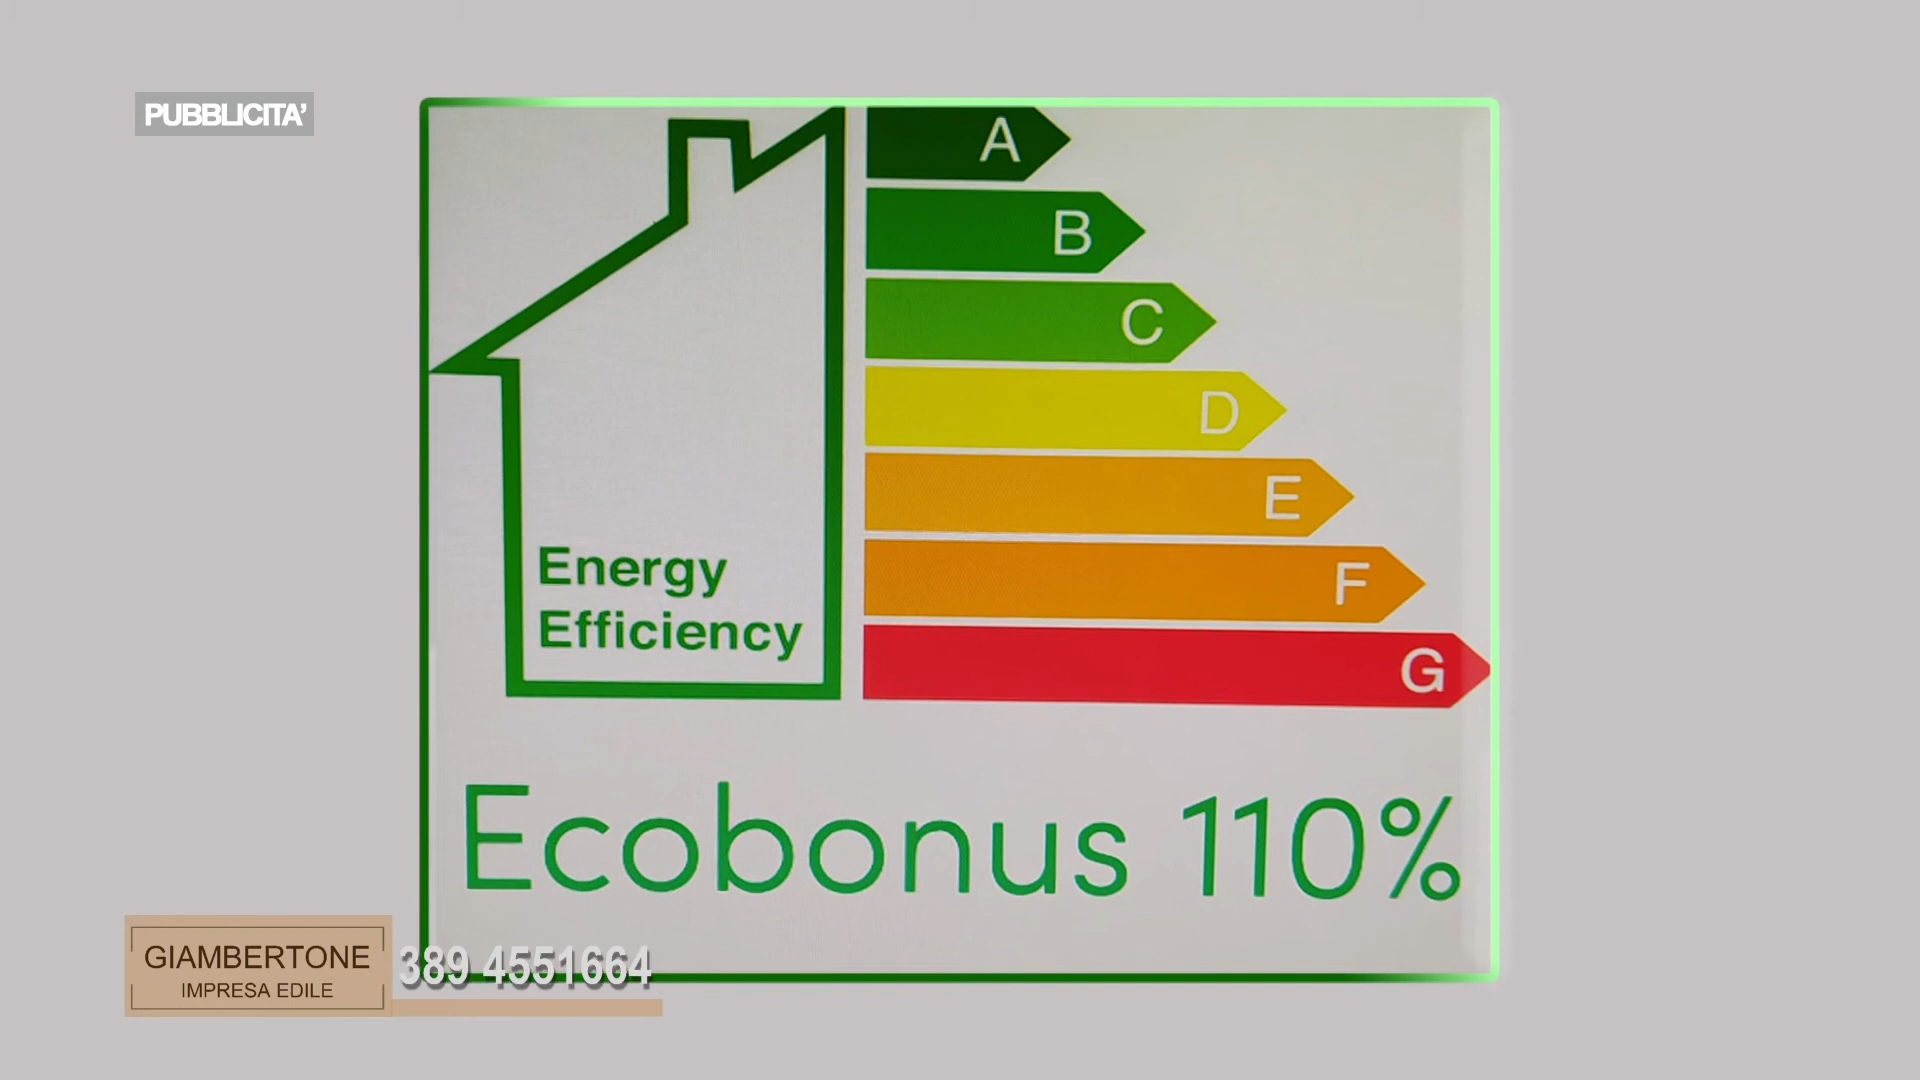 PUBBLICITA'
A
B
C
D
E
F
G
Energy
Efficiency
Ecobonus 110%
GIAMBERTONE
IMPRESA EDILE
389 4551664